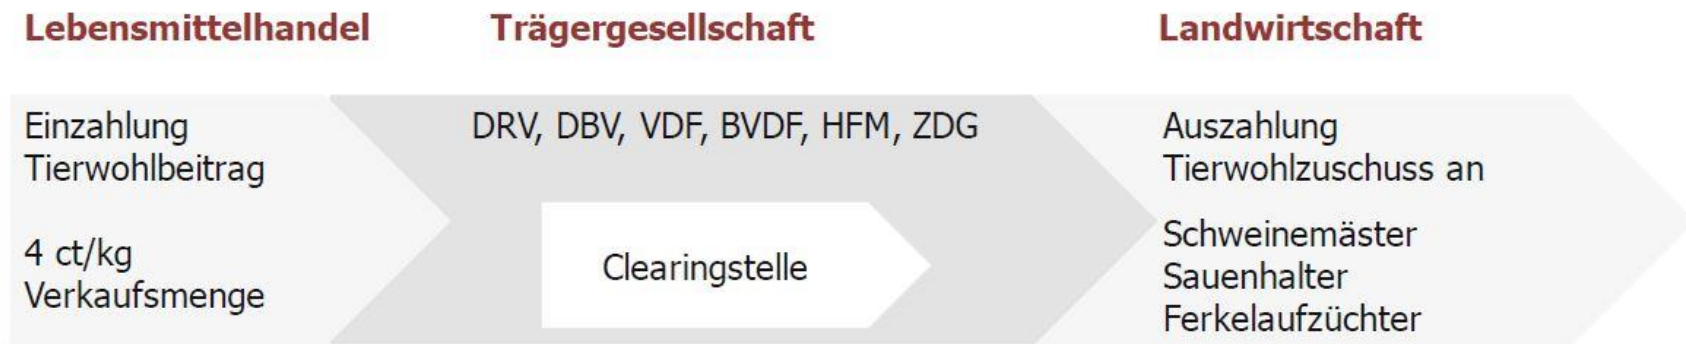 Lebensmittelhandel
Einzahlung
Tierwohlbeitrag
4 ct/kg
Verkaufsmenge
Trägergesellschaft
DRV, DBV, VDF, BVDF, HFM, ZDG
Clearingstelle
Landwirtschaft
Auszahlung
Tierwohlzuschuss an
Schweinemäster
Sauenhalter
Ferkelaufzüchter